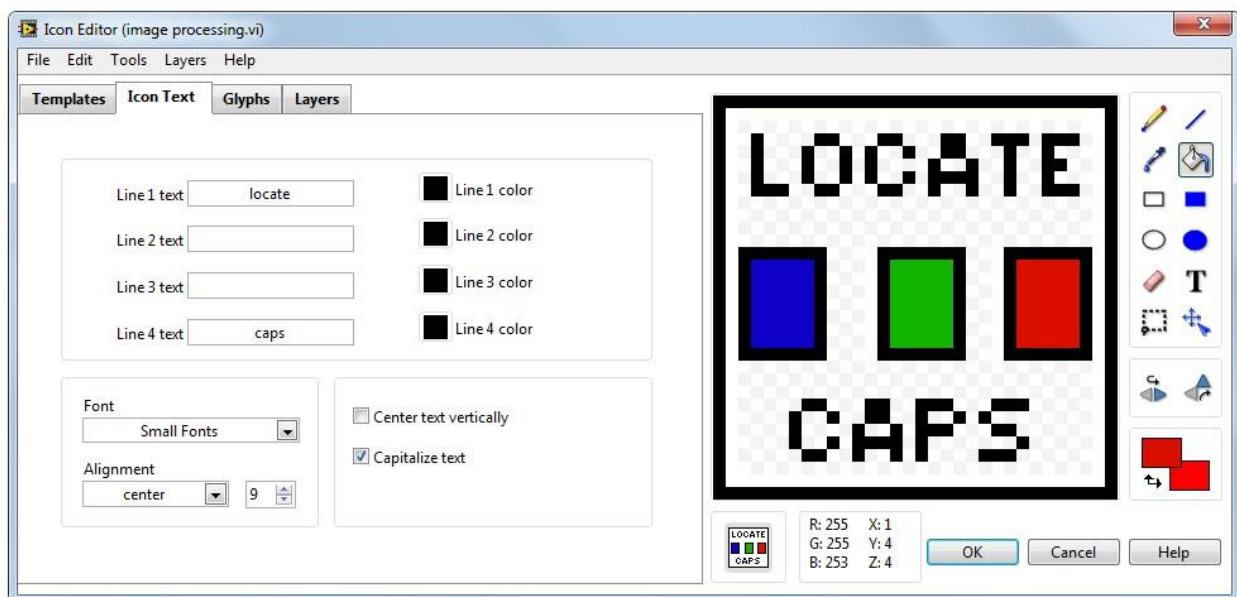 Icon Editor (image processing.vi)
File Edit Tools Layers Help
Templates Icon Text Glyphs Layers
Line 1 text locate Line 1 color
Line 2 text Line 2 color
Line 3 text Line 3 color
Line 4 text caps Line 4 color
Font
Small Fonts
Alignment
center 9
Center text vertically
Capitalize text
LOCATE
CAPS
T
LOCATE
CAPS
R: 255 X: 1
G: 255 Y: 4
B: 253 Z: 4
OK Cancel Help